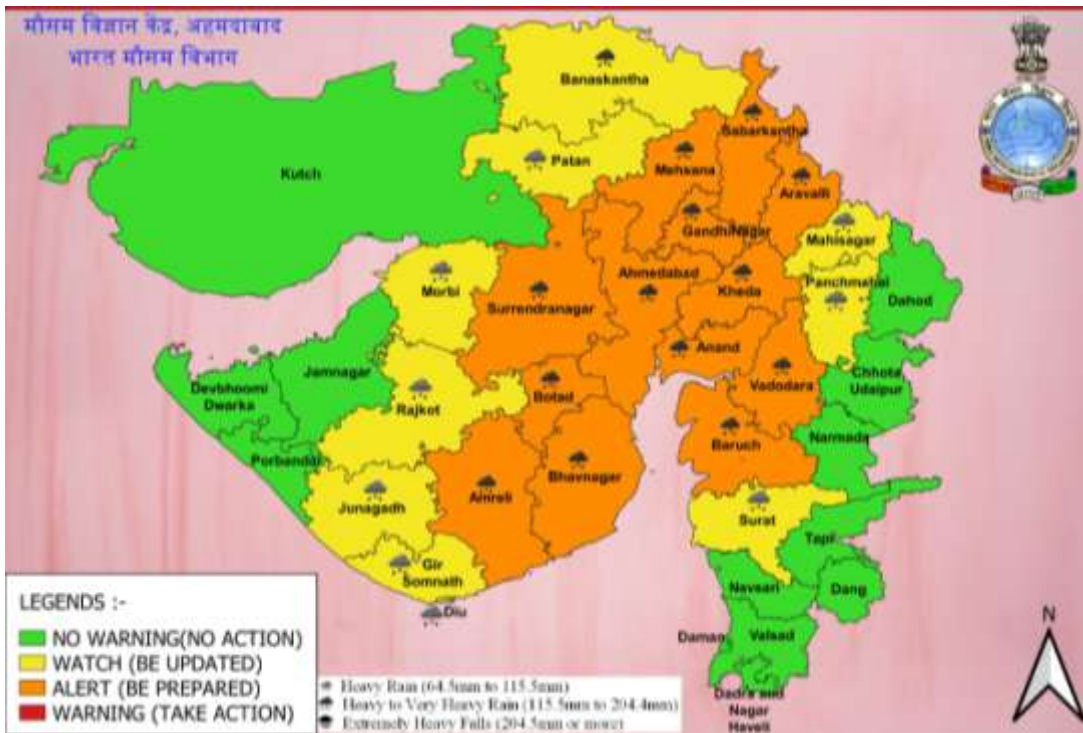 मौसम विज्ञान केंद्र, अहमदाबाद
भारत मौसम विभाग
Banaskantha
Sabarkantha
Patan
Mehsana
Kutch
Aravalli
GandhiNagar
Mahisagar
Ahmedabad
Panchmahal
Morbi
Kheda
Dahod
Surrendranagar
Anand
Jamnagar
Chhota
Udaipur
Devbhoomi
Dwarka
Rajkot
Botad
Vadodara
Narmada
Baruch
Porbandar
Bhavnagar
Amreli
Junagadh
Surat
Gir
Somnath
Tapi
Diu
Navsari
Dang
Daman
Valsad
Dadra and
Nagar
Haveli
N
LEGENDS :-
NO WARNING(NO ACTION)
WATCH (BE UPDATED)
ALERT (BE PREPARED)
WARNING (TAKE ACTION)
Heavy Rain (64.5mm to 115.5mm)
Heavy to Very Heavy Rain (115.5mm to 204.4mm)
Extremely Heavy Falls (204.5mm or more)